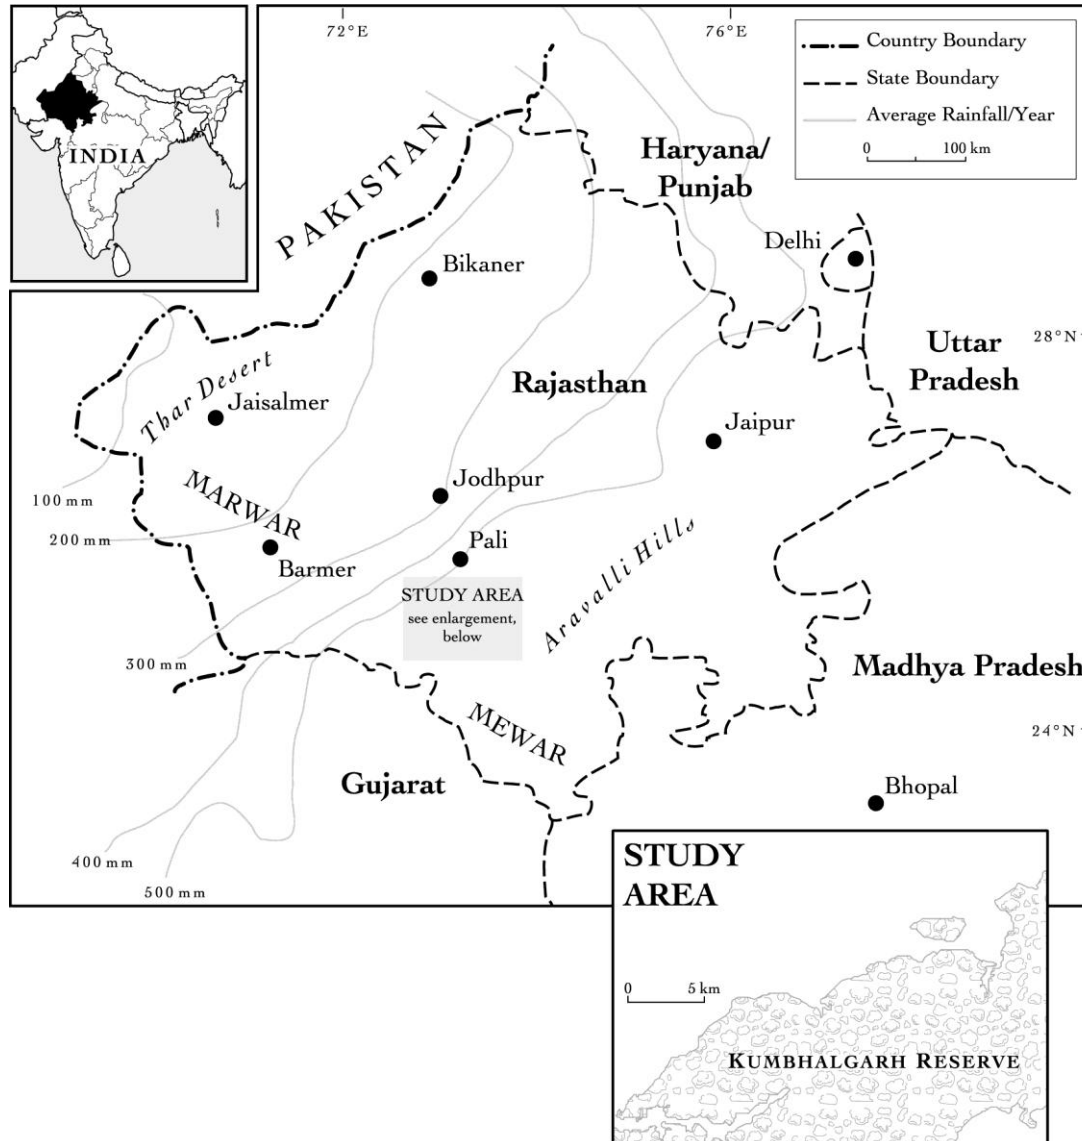 72°E
76°E
INDIA
Country Boundary
State Boundary
Average Rainfall/Year
0
100 km
PAKISTAN
Haryana/
Punjab
Delhi
Bikaner
28°N
Uttar
Pradesh
Thar Desert
Rajasthan
Jaisalmer
Jaipur
MARWAR
Jodhpur
100 mm
200 mm
Barmer
Pali
Aravalli Hills
STUDY AREA
see enlargement,
below
300 mm
Madhya Pradesh
MEWAR
24°N
Gujarat
Bhopal
400 mm
500 mm
STUDY
AREA
0
5 km
KUMBHALGARH RESERVE